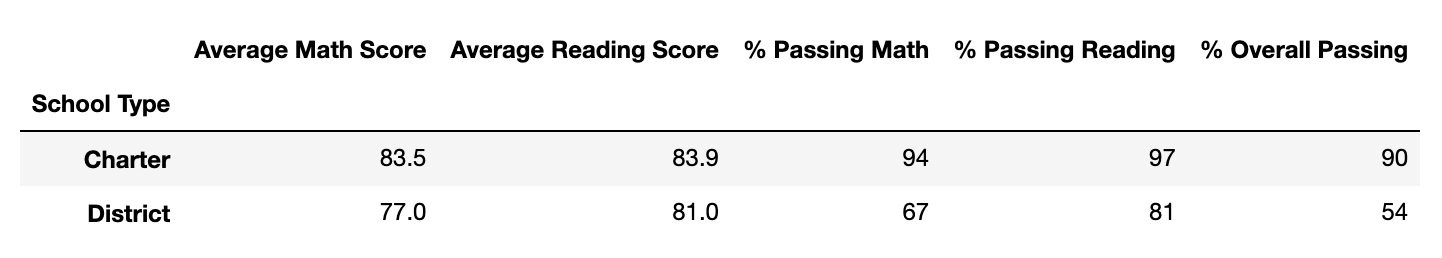 Average Math Score Average Reading Score % Passing Math % Passing Reading % Overall Passing
School Type
Charter 83.5 83.9 94 97 90
District 77.0 81.0 67 81 54